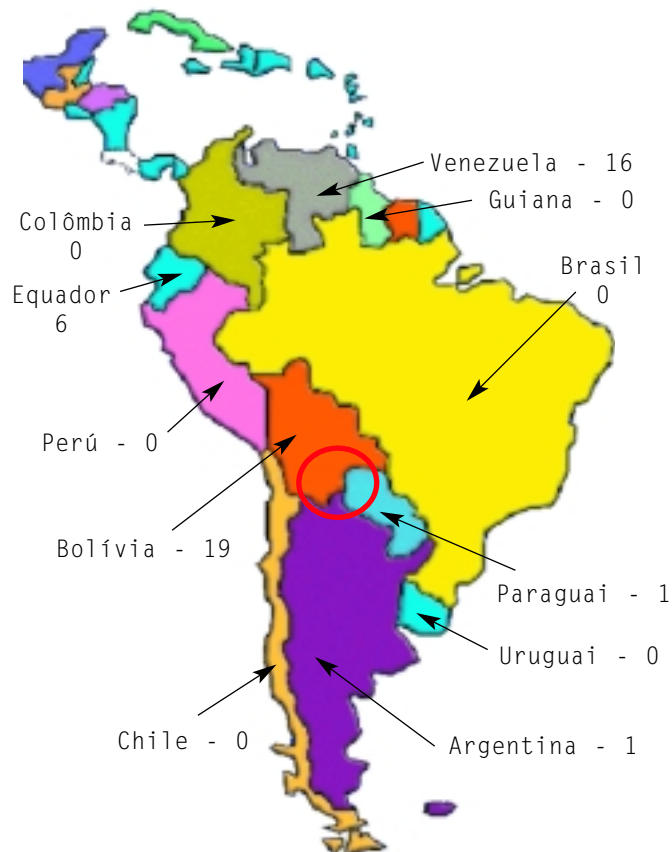 Venezuela - 16
Guiana - 0
Colômbia
0
Brasil
0
Equador
6
Perú - 0
Bolívia - 19
Paraguai - 1
Uruguai - 0
Chile - 0
Argentina - 1